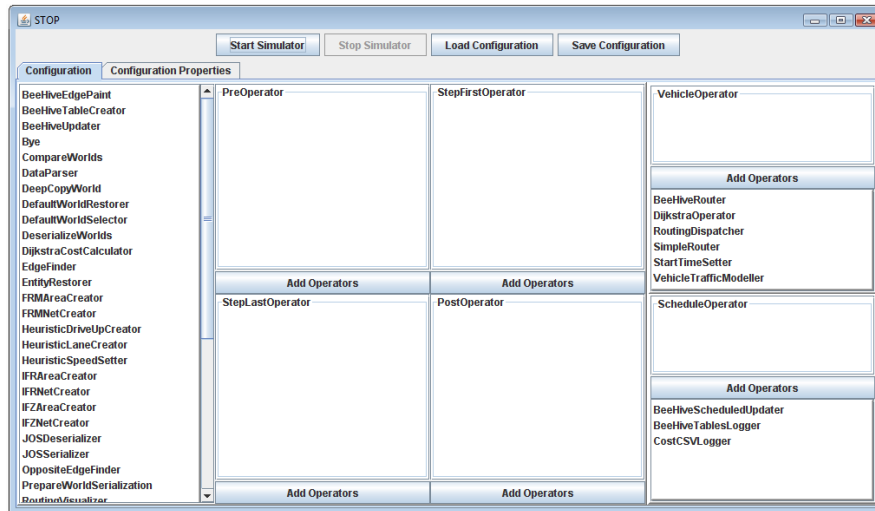 STOP
Start Simulator
Stop Simulator
Load Configuration
Save Configuration
Configuration
Configuration Properties
BeeHiveEdgePaint
BeeHiveTableCreator
BeeHiveUpdater
Bye
CompareWorlds
DataParser
DeepCopyWorld
DefaultWorldRestorer
DefaultWorldSelector
DeserializeWorlds
DijkstraCostCalculator
EdgeFinder
EntityRestorer
FRMAreaCreator
FRMNetCreator
HeuristicDriveUpCreator
HeuristicLaneCreator
HeuristicSpeedSetter
IFRAreaCreator
IFRNetCreator
IFZAreaCreator
IFZNetCreator
JOSDeserializer
JOSSerializer
OppositeEdgeFinder
PrepareWorldSerialization
RoutingVisualizer
PreOperator
Add Operators
StepFirstOperator
Add Operators
StepLastOperator
Add Operators
PostOperator
Add Operators
VehicleOperator
Add Operators
BeeHiveRouter
DijkstraOperator
RoutingDispatcher
SimpleRouter
StartTimeSetter
VehicleTrafficModeller
ScheduleOperator
Add Operators
BeeHiveScheduledUpdater
BeeHiveTablesLogger
CostCSVLogger